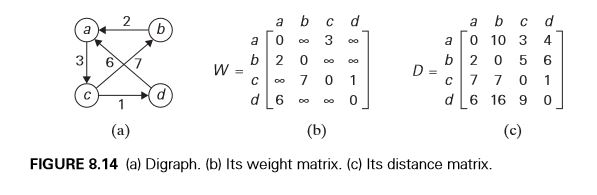 2
a b
3 6 7
c d
1
(a)
a b c d
a 0 ∞ 3 ∞
b 2 0 ∞ ∞
W =
c ∞ 7 0 1
d 6 ∞ ∞ 0
(b)
a b c d
a 0 10 3 4
b 2 0 5 6
D =
c 7 7 0 1
d 6 16 9 0
(c)
FIGURE 8.14 (a) Digraph. (b) Its weight matrix. (c) Its distance matrix.